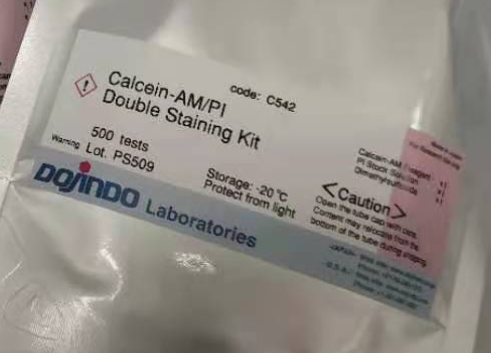 code: C542
Calcein-AM/PI
Double Staining Kit
500 tests
Warning Lot. PS509
Storage: -20 ℃
Protect from light
Calcein-AM Reagent
PI Stock Solution
Dimethylsulfoxide
<Caution>
Open the tube cap with care.
Content may relocate from the
bottom of the tube during shipping.
DOJINDO Laboratories